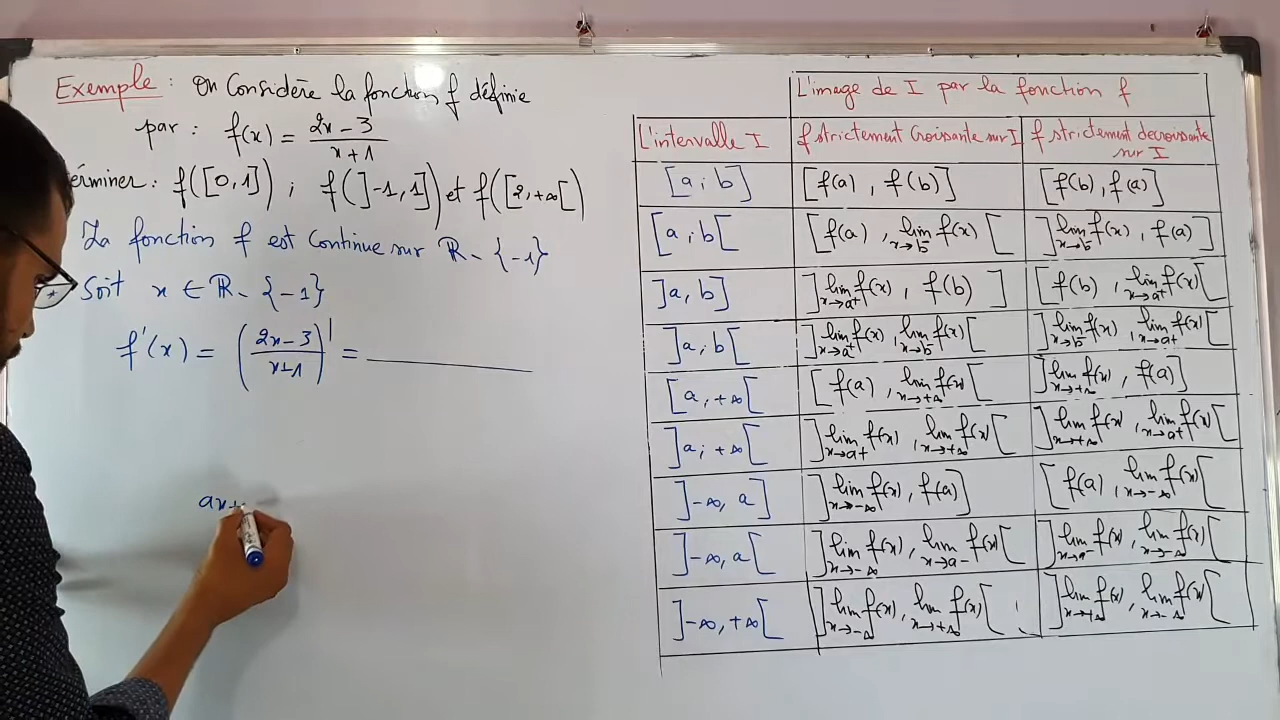 Exemple : On Considère la fonction f définie
par : f(x) = 2x - 3 / x + 1
érminer : f([0,1]) ; f(]-1,1]) et f([2,+∞[)
La fonction f est Continue sur R - {-1}
Soit x ∈ R - {-1}
f'(x) = (2x-3 / x+1)' =
ax+
L'image de I par la fonction f
L'intervalle I f strictement Croissante sur I f strictement decroissante sur I
[a ; b] [f(a) , f(b)] [f(b) , f(a)]
[a ; b[ [f(a) , lim x→b⁻ f(x) [ ]lim x→b⁻ f(x) , f(a)]
]a , b] ]lim x→a⁺ f(x) , f(b) ] [f(b) , lim x→a⁺ f(x)[
]a ; b[ ]lim x→a⁺ f(x) , lim x→b⁻ f(x)[ ]lim x→b⁻ f(x) , lim x→a⁺ f(x)[
[a , +∞[ [f(a) , lim x→+∞ f(x)[ ]lim x→+∞ f(x) , f(a)]
]a ; +∞[ ]lim x→a⁺ f(x) , lim x→+∞ f(x)[ ]lim x→+∞ f(x) , lim x→a⁺ f(x)[
]-∞, a] ]lim x→-∞ f(x) , f(a)] [f(a) , lim x→-∞ f(x)[
]-∞, a[ ]lim x→-∞ f(x) , lim x→a⁻ f(x)[ ]lim x→a⁻ f(x) , lim x→-∞ f(x)[
]-∞, +∞[ ]lim x→-∞ f(x) , lim x→+∞ f(x)[ ]lim x→+∞ f(x) , lim x→-∞ f(x)[